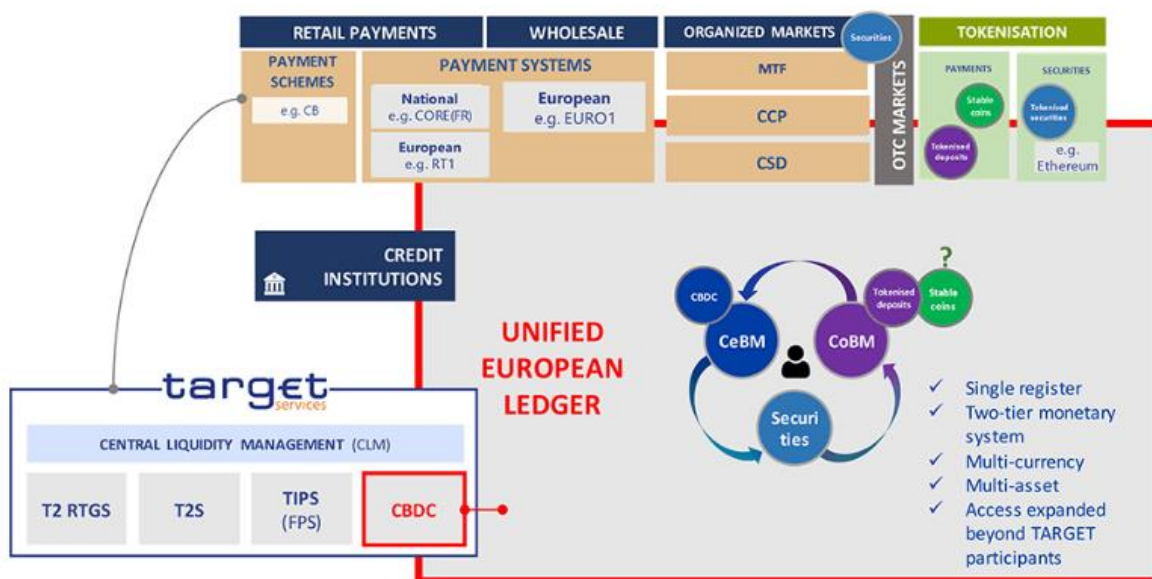 RETAIL PAYMENTS
WHOLESALE
ORGANIZED MARKETS
Securities
TOKENISATION
PAYMENT
SCHEMES
e.g. CB
PAYMENT SYSTEMS
National
e.g. CORE(FR)
European
e.g. RT1
European
e.g. EURO1
MTF
CCP
CSD
OTC MARKETS
PAYMENTS
Stable
coins
Tokenised
deposits
SECURITIES
Tokenised
securities
e.g.
Ethereum
CREDIT
INSTITUTIONS
UNIFIED
EUROPEAN
LEDGER
CBDC
CeBM
CoBM
Tokenised
deposits
?
Stable
coins
Securi
ties
✓ Single register
✓ Two-tier monetary
system
✓ Multi-currency
✓ Multi-asset
✓ Access expanded
beyond TARGET
participants
target
services
CENTRAL LIQUIDITY MANAGEMENT (CLM)
T2 RTGS
T2S
TIPS
(FPS)
CBDC